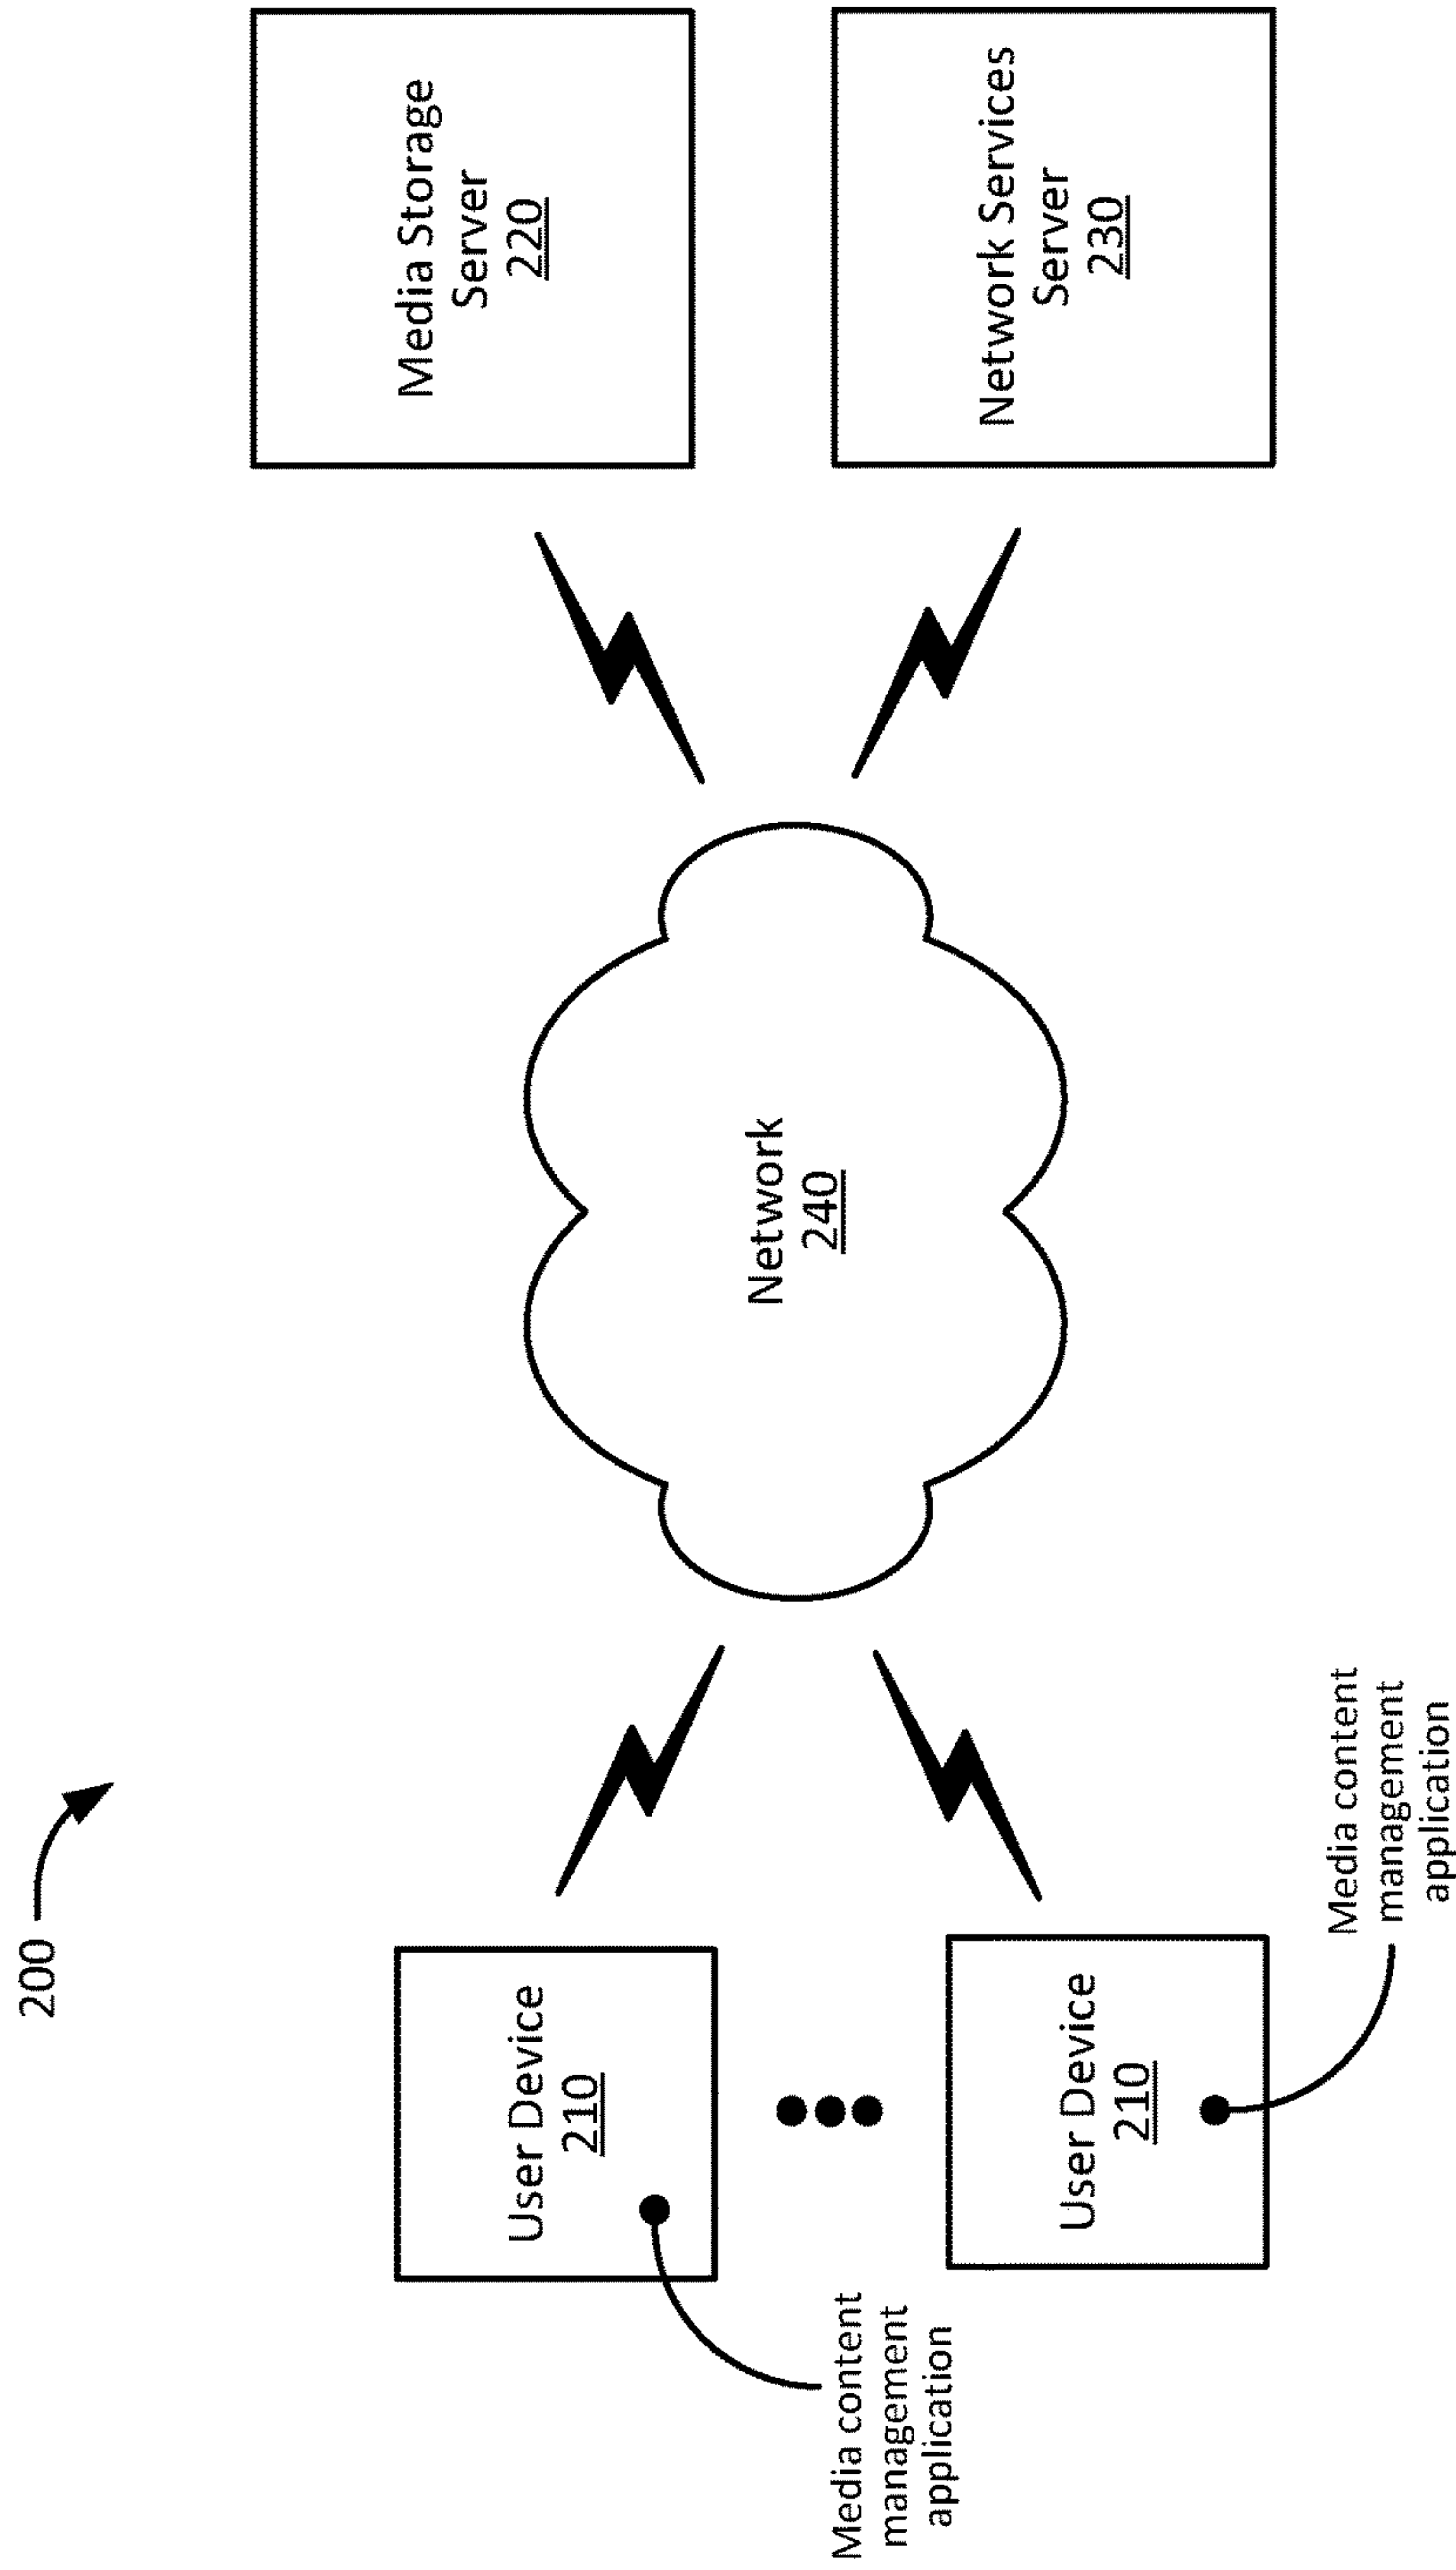 200
User Device
210
Media content
management
application
User Device
210
Media content
management
application
Network
240
Media Storage
Server
220
Network Services
Server
230